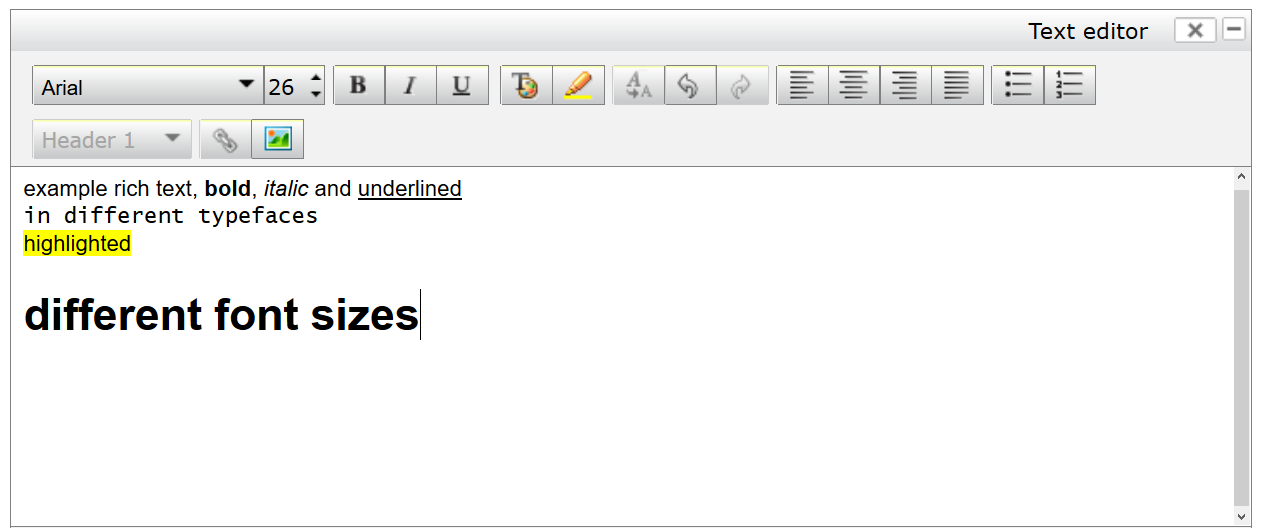 Text editor
Arial 26 B I U
Header 1
example rich text, bold, italic and underlined
in different typefaces
highlighted
different font sizes